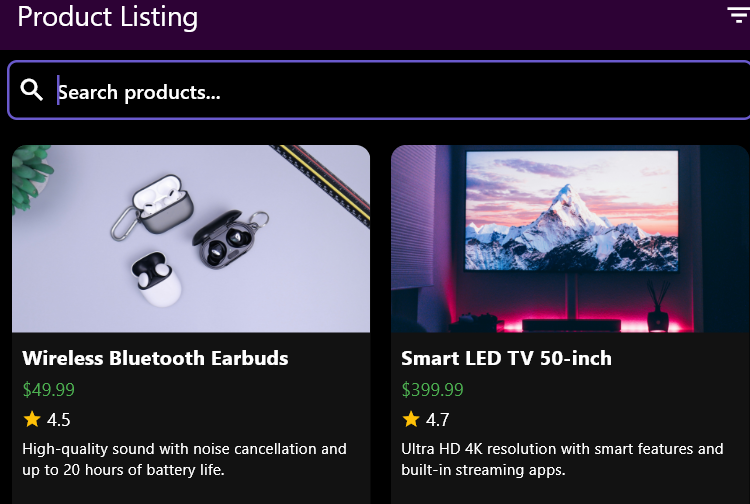 Product Listing
Search products...
Wireless Bluetooth Earbuds
$49.99
4.5
High-quality sound with noise cancellation and
up to 20 hours of battery life.
Smart LED TV 50-inch
$399.99
4.7
Ultra HD 4K resolution with smart features and
built-in streaming apps.